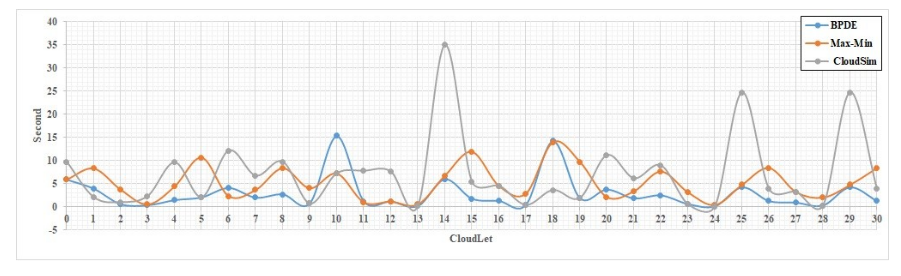 40
35
30
25
20
15
10
5
0
-5
Second
BPDE
Max-Min
CloudSim
0 1 2 3 4 5 6 7 8 9 10 11 12 13 14 15 16 17 18 19 20 21 22 23 24 25 26 27 28 29 30
CloudLet